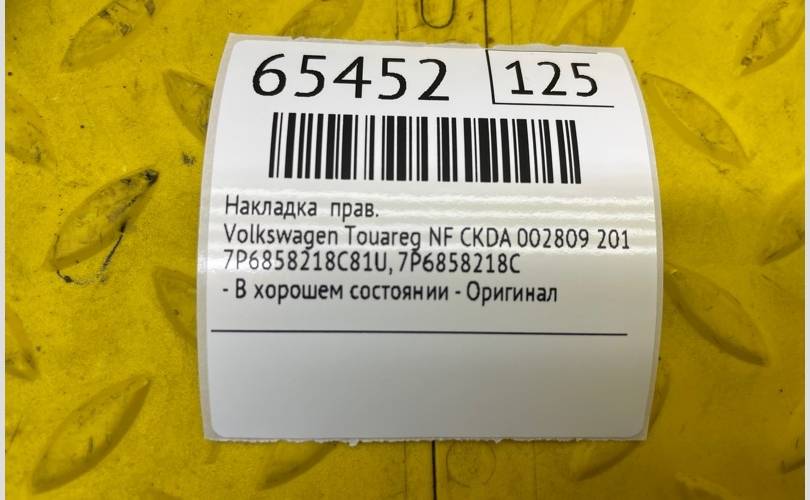 65452 125
Накладка прав.
Volkswagen Touareg NF CKDA 002809 201
7P6858218C81U, 7P6858218C
- В хорошем состоянии - Оригинал